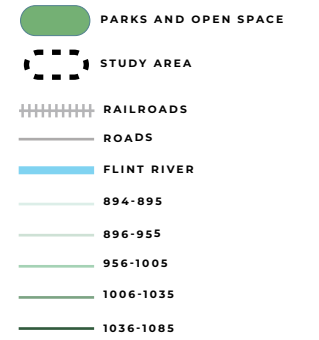 PARKS AND OPEN SPACE
STUDY AREA
RAILROADS
ROADS
FLINT RIVER
894-895
896-955
956-1005
1006-1035
1036-1085